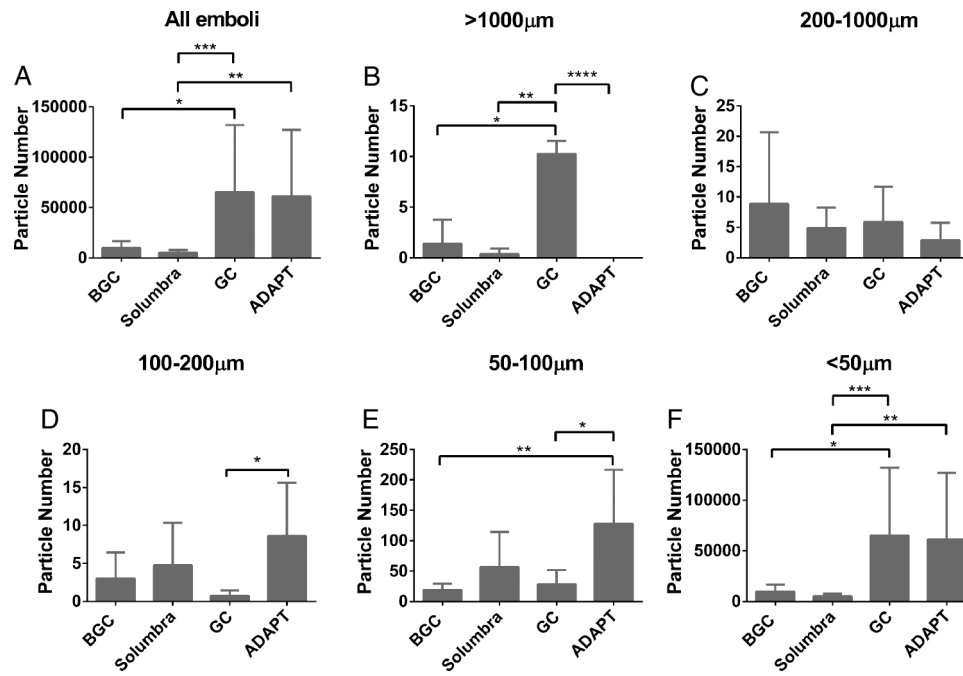 All emboli
>1000μm
200-1000μm
A
***
**
*
Particle Number
150000
100000
50000
0
BGC
Solumbra
GC
ADAPT
B
****
**
*
Particle Number
15
10
5
0
BGC
Solumbra
GC
ADAPT
C
Particle Number
25
20
15
10
5
0
BGC
Solumbra
GC
ADAPT
100-200μm
50-100μm
<50μm
D
*
Particle Number
20
15
10
5
0
BGC
Solumbra
GC
ADAPT
E
*
**
Particle Number
250
200
150
100
50
0
BGC
Solumbra
GC
ADAPT
F
***
**
*
Particle Number
150000
100000
50000
0
BGC
Solumbra
GC
ADAPT